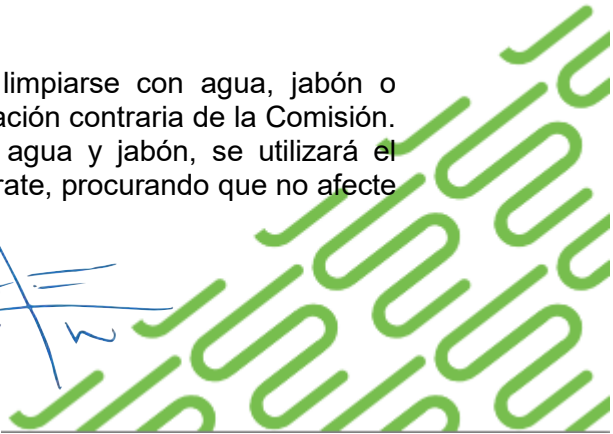 limpiarse con agua, jabón o
ación contraria de la Comisión.
agua y jabón, se utilizará el
rate, procurando que no afecte